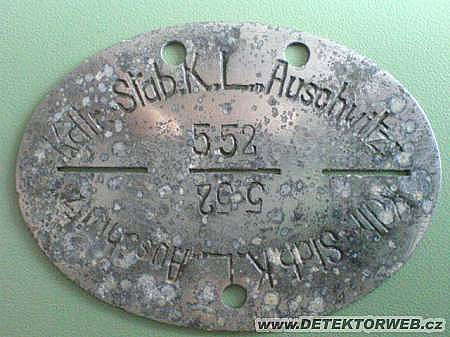 Kdtr. Stab. K. L. Auschwitz
552
552
Kdtr. Stab. K. L. Auschwitz
WWW.DETEKTORWEB.CZ